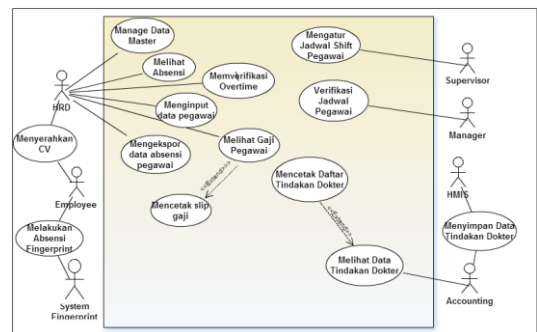 Manage Data
Master
Melihat
Absensi
Memverifikasi
Overtime
Menginput
data pegawai
Mengekspor
data absensi
pegawai
Melihat Gaji
Pegawai
<<Extend>>
Mencetak slip
gaji
Mengatur
Jadwal Shift
Pegawai
Verifikasi
Jadwal
Pegawai
Mencetak Daftar
Tindakan Dokter
<<Extend>>
Melihat Data
Tindakan Dokter
HRD
Menyerahkan
CV
Employee
Melakukan
Absensi
Fingerprint
System
Fingerprint
Supervisor
Manager
HMIS
Menyimpan Data
Tindakan Dokter
Accounting